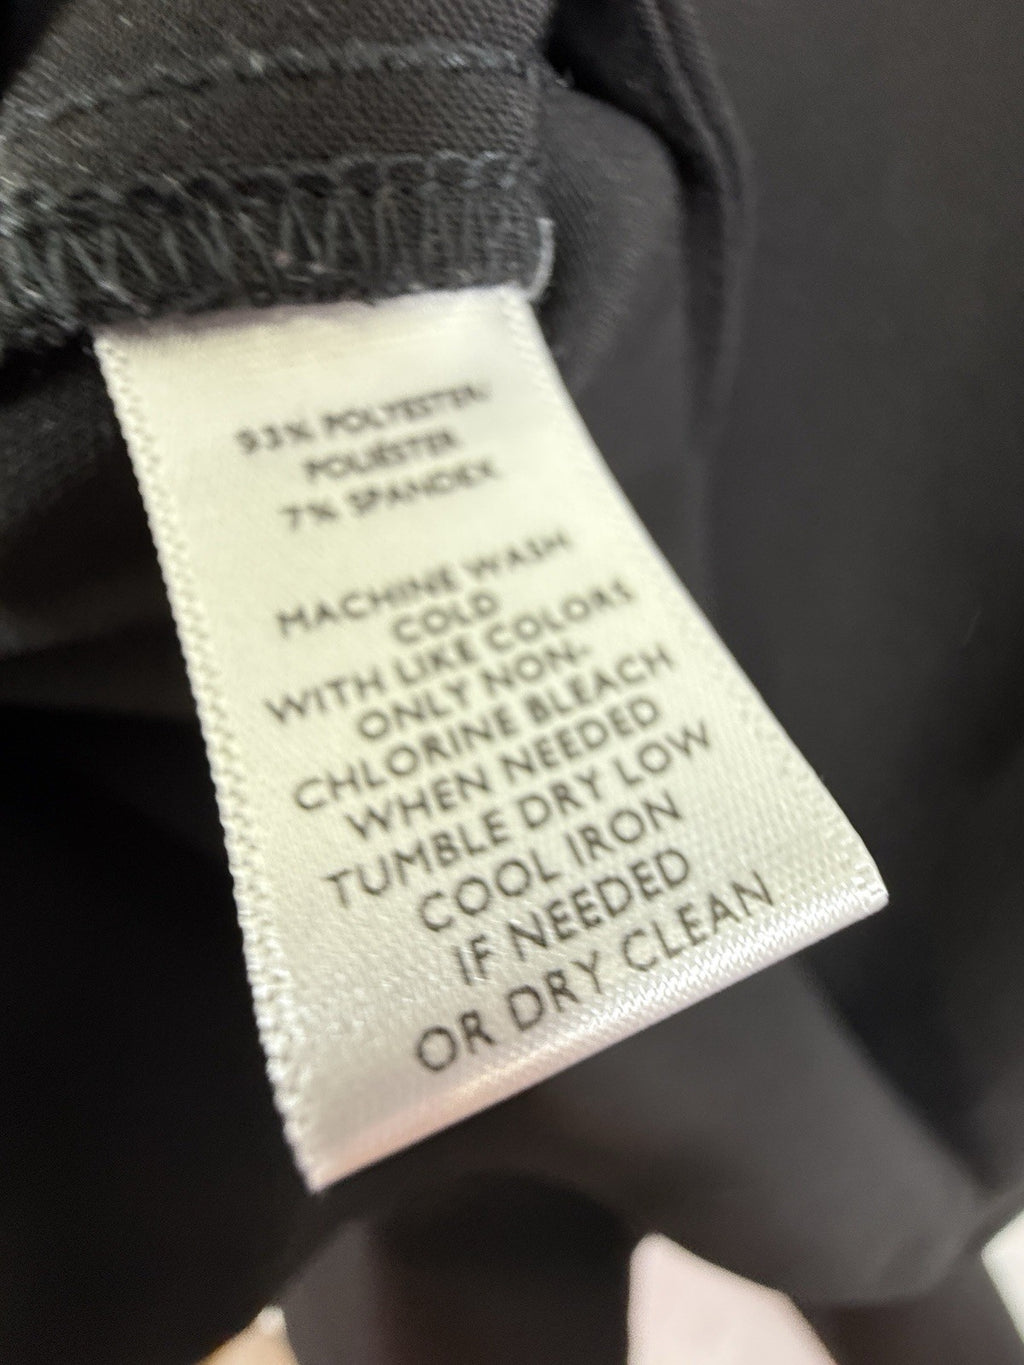 93% POLYESTER
POLIÉSTER
7% SPANDEX
MACHINE WASH
COLD
WITH LIKE COLORS
ONLY NON-
CHLORINE BLEACH
WHEN NEEDED
TUMBLE DRY LOW
COOL IRON
IF NEEDED
OR DRY CLEAN